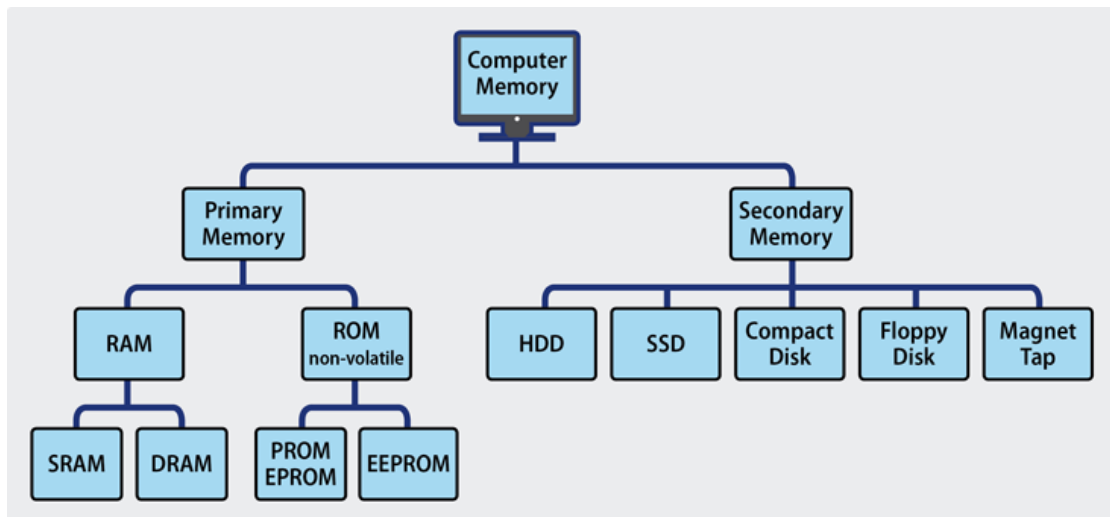 Computer
Memory
Primary
Memory
Secondary
Memory
RAM
ROM
non-volatile
HDD
SSD
Compact
Disk
Floppy
Disk
Magnet
Tap
SRAM
DRAM
PROM
EPROM
EEPROM